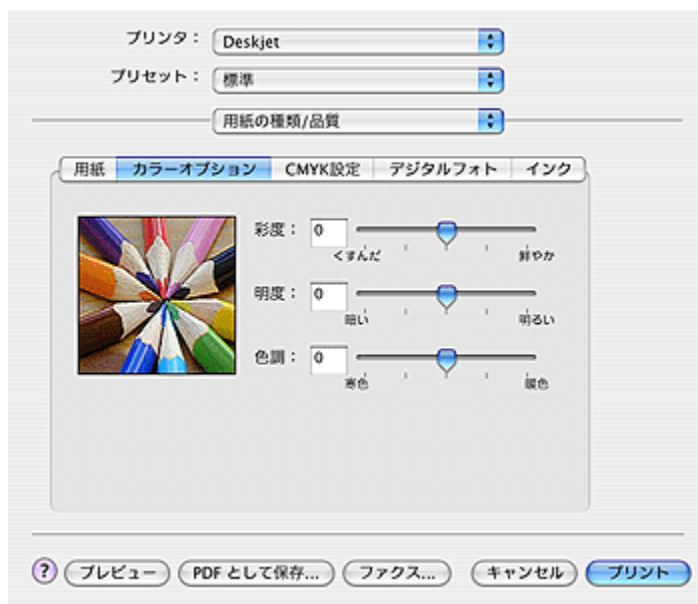 プリンタ： Deskjet
プリセット： 標準
用紙の種類/品質
用紙 カラーオプション CMYK設定 デジタルフォト インク
彩度： 0
くすんだ 鮮やか
明度： 0
暗い 明るい
色調： 0
寒色 暖色
? プレビュー PDF として保存... ファクス... キャンセル プリント